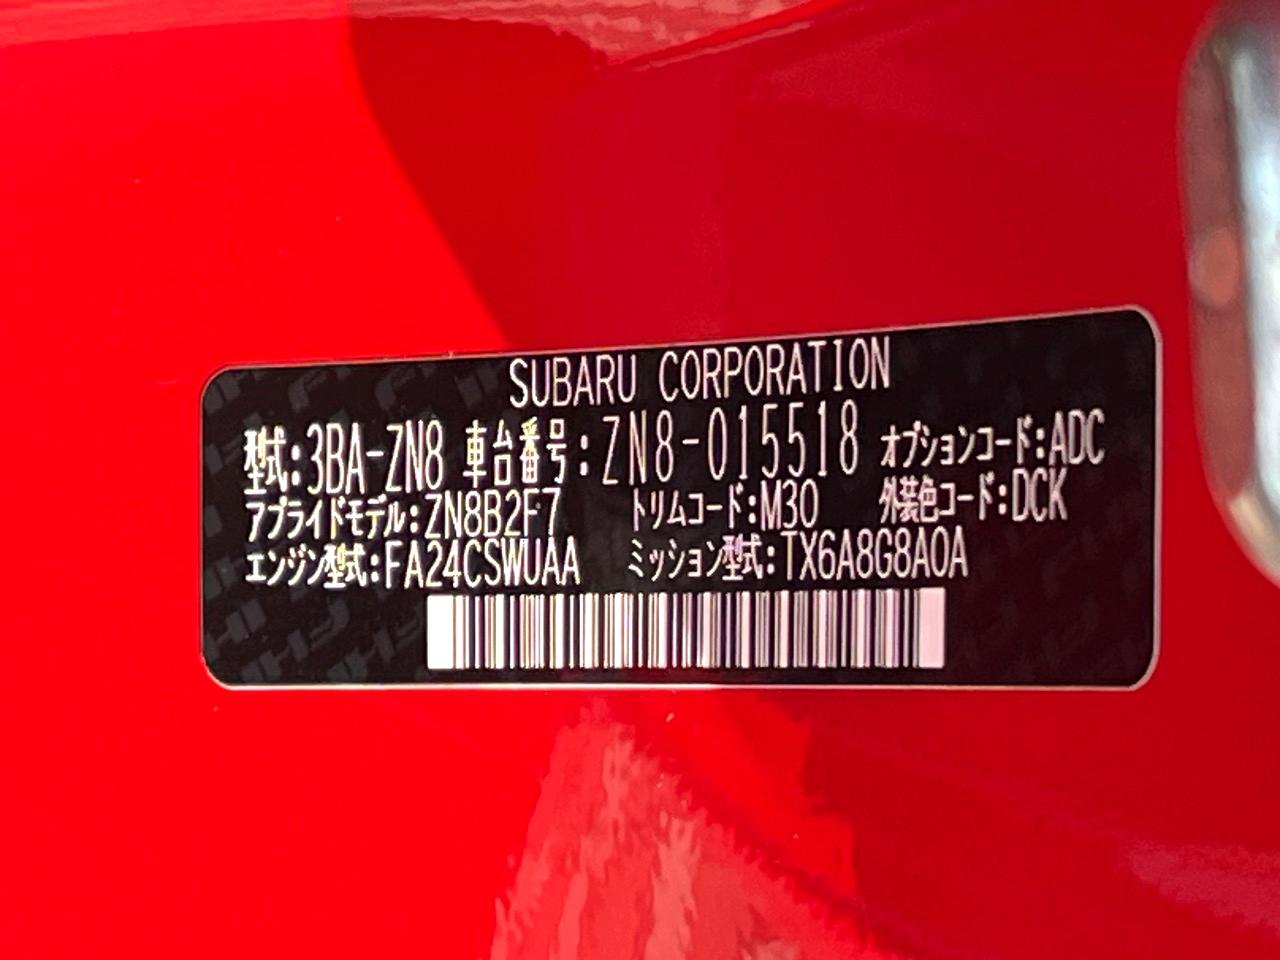 SUBARU CORPORATION
型式:3BA-ZN8 車台番号:ZN8-015518 オプションコード:ADC
アプライドモデル:ZN8B2F7 トリムコード:M30 外装色コード:DCK
エンジン型式:FA24CSWUAA ミッション型式:TX6A8G8A0A